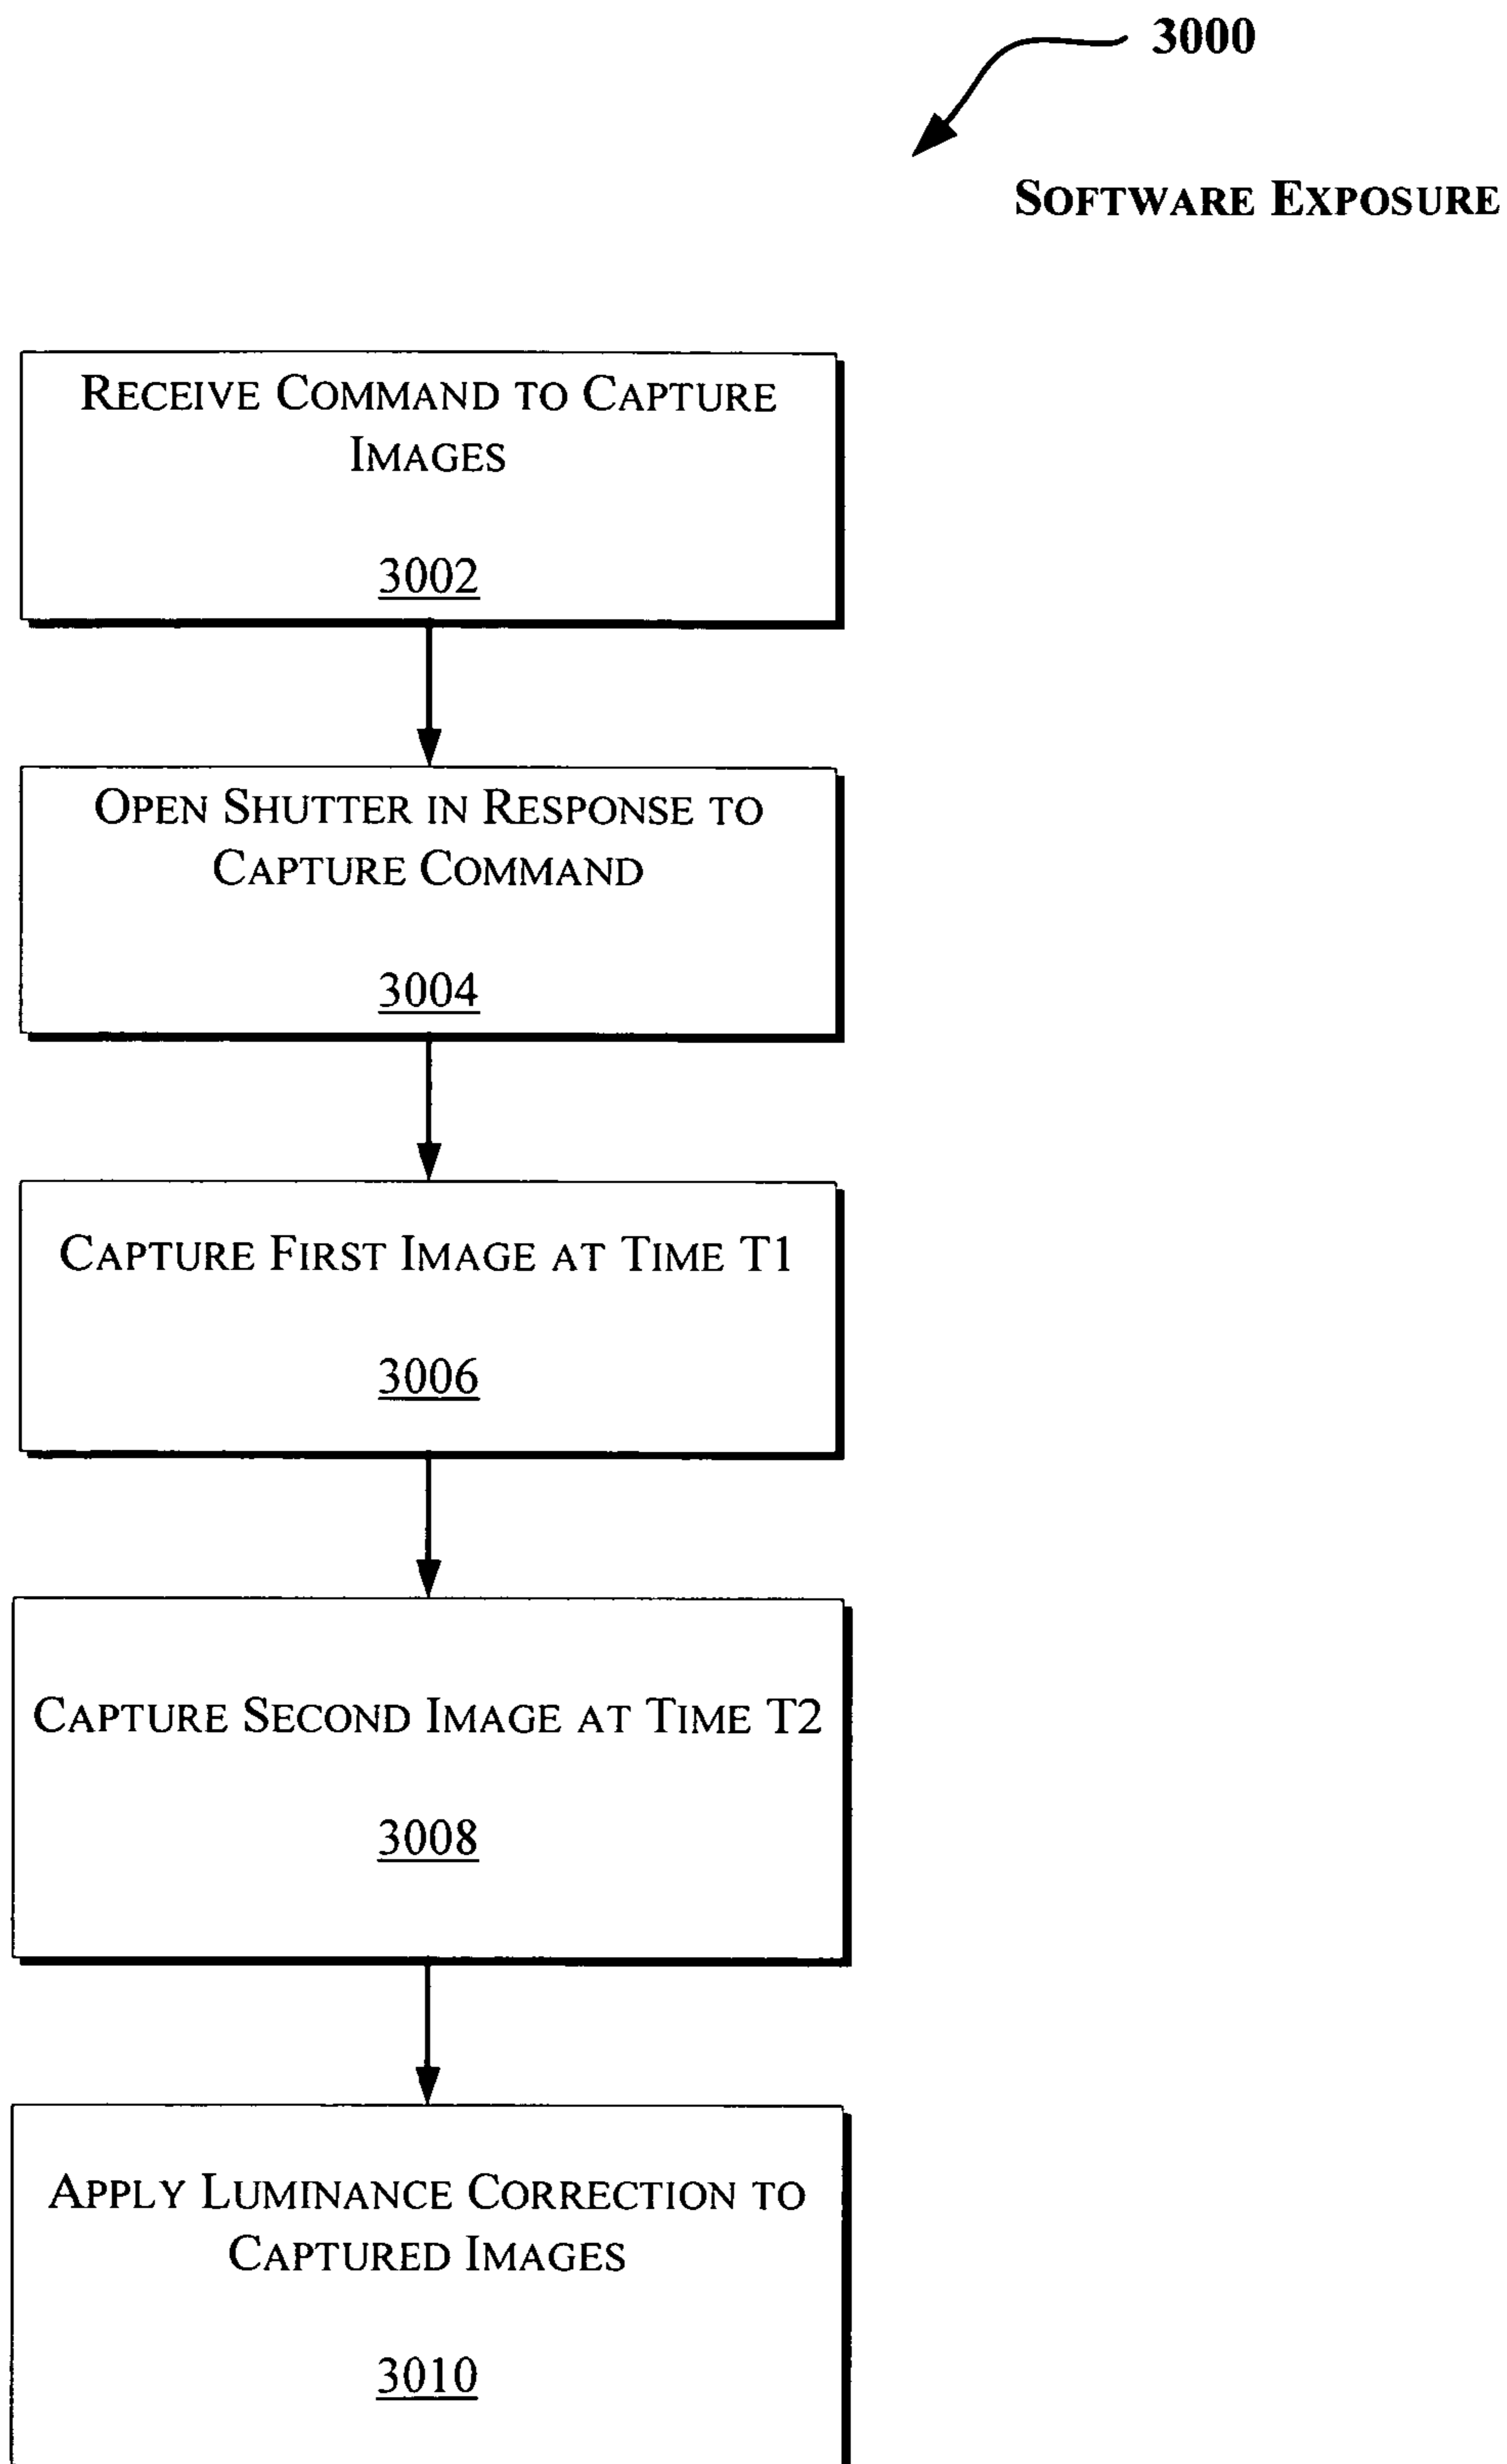 3000
SOFTWARE EXPOSURE
RECEIVE COMMAND TO CAPTURE
IMAGES
3002
OPEN SHUTTER IN RESPONSE TO
CAPTURE COMMAND
3004
CAPTURE FIRST IMAGE AT TIME T1
3006
CAPTURE SECOND IMAGE AT TIME T2
3008
APPLY LUMINANCE CORRECTION TO
CAPTURED IMAGES
3010